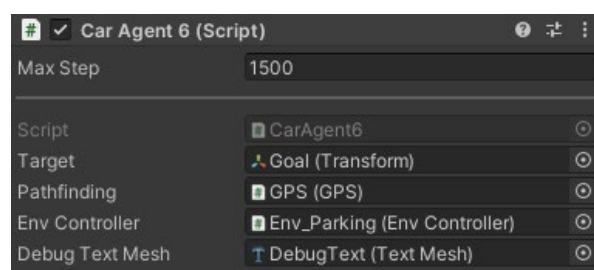 # Car Agent 6 (Script)
Max Step 1500
Script # CarAgent6
Target Goal (Transform)
Pathfinding # GPS (GPS)
Env Controller # Env_Parking (Env Controller)
Debug Text Mesh DebugText (Text Mesh)